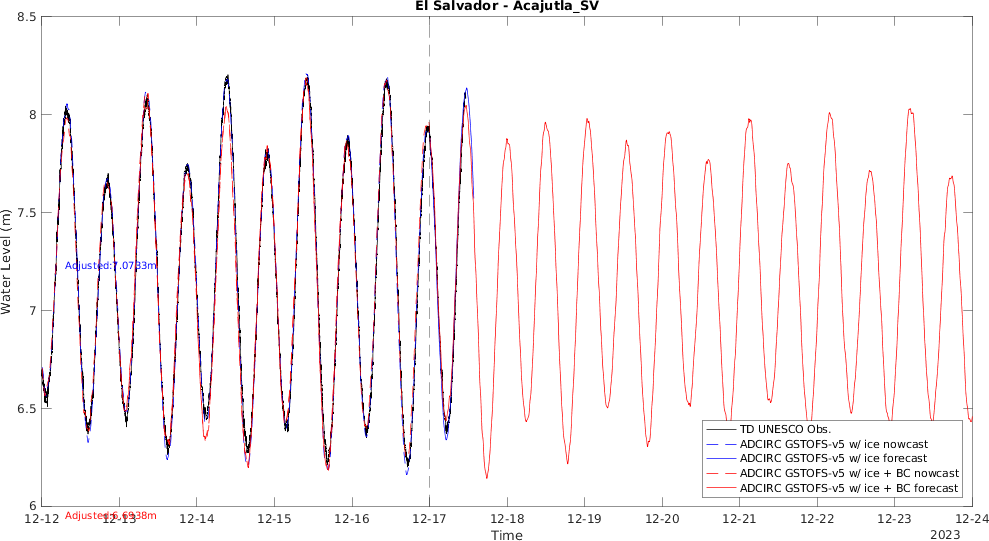 El Salvador - Acajutla_SV
8.5
8
7.5
7
6.5
6
Water Level (m)
Adjusted:7.0733m
Adjusted:6.6938m
TD UNESCO Obs.
ADCIRC GSTOFS-v5 w/ ice nowcast
ADCIRC GSTOFS-v5 w/ ice forecast
ADCIRC GSTOFS-v5 w/ ice + BC nowcast
ADCIRC GSTOFS-v5 w/ ice + BC forecast
12-12 12-13 12-14 12-15 12-16 12-17 12-18 12-19 12-20 12-21 12-22 12-23 12-24
Time
2023